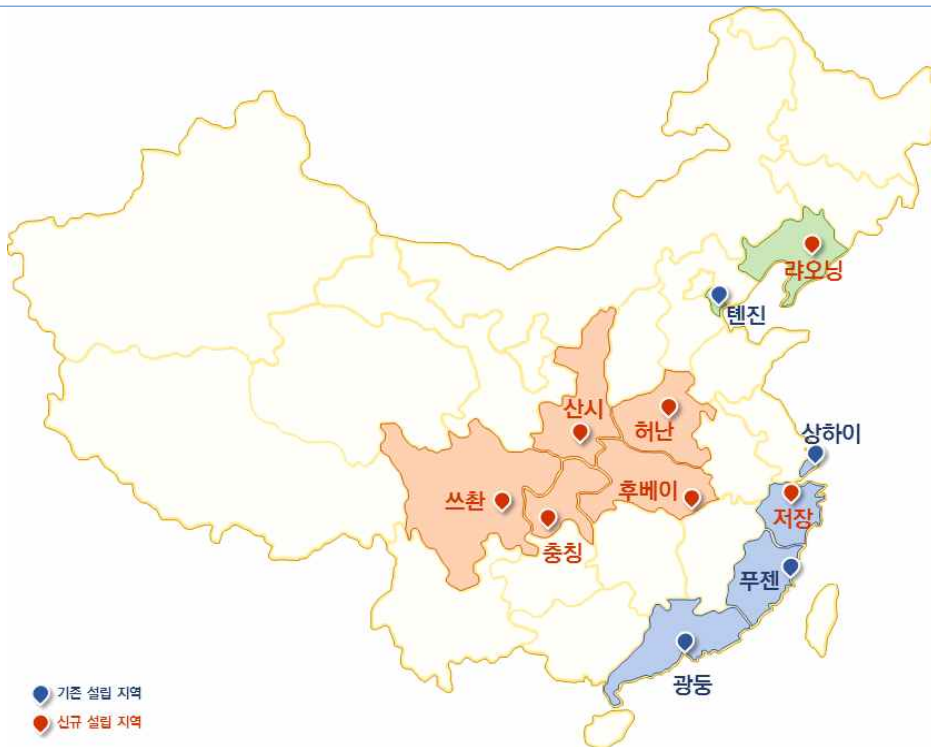 랴오닝
톈진
산시
허난
상하이
쓰촨
후베이
저장
충칭
푸젠
광둥
기존 설립 지역
신규 설립 지역